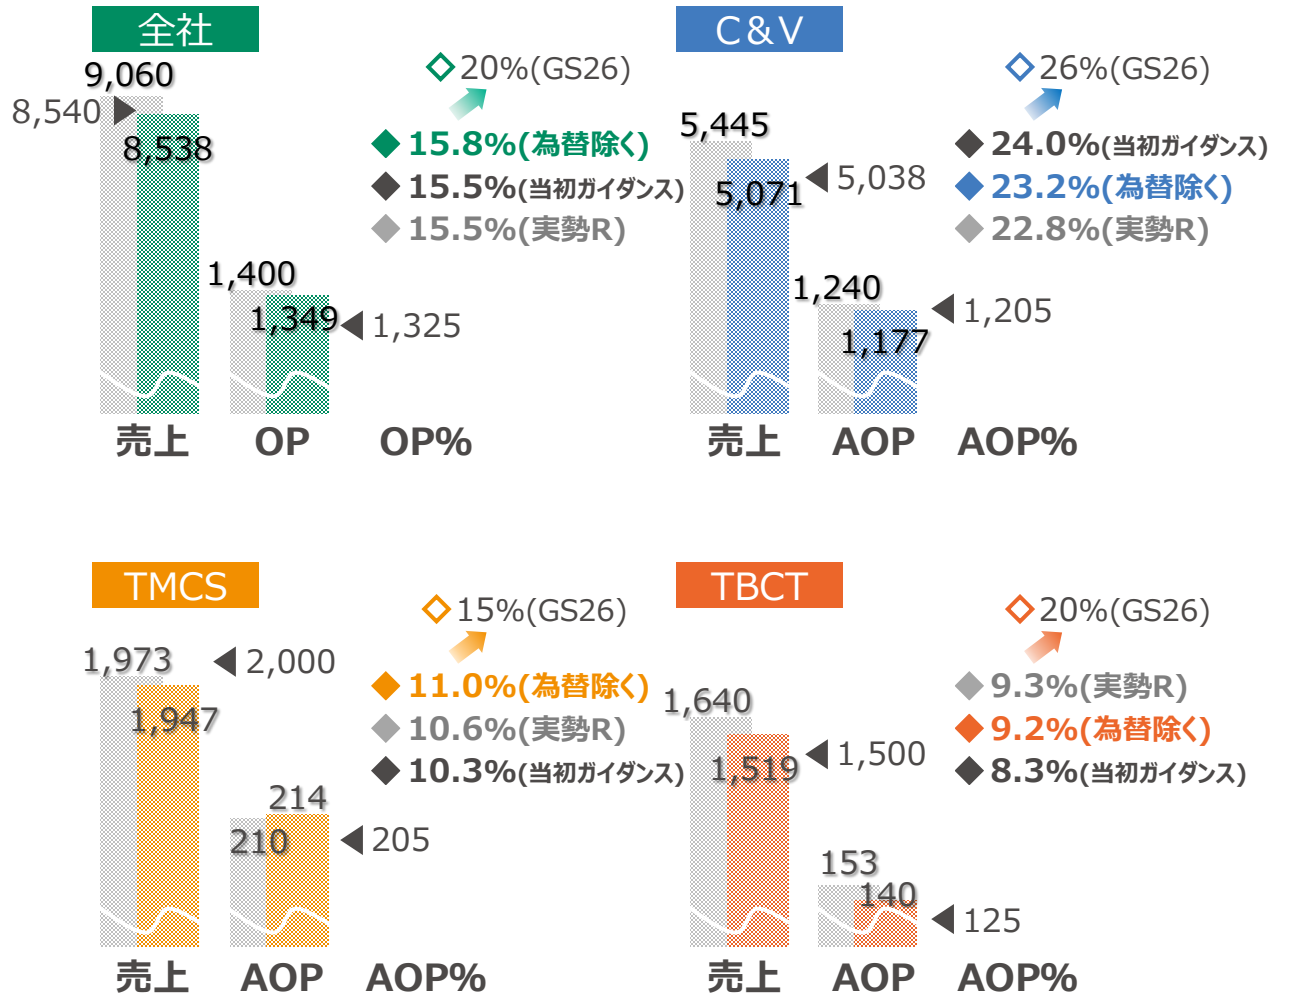 全社
9,060
8,540
8,538
1,400
1,349
1,325
20%(GS26)
15.8%(為替除く)
15.5%(当初ガイダンス)
15.5%(実勢R)
売上 OP OP%
C&V
5,445
5,071
5,038
1,240
1,177
1,205
26%(GS26)
24.0%(当初ガイダンス)
23.2%(為替除く)
22.8%(実勢R)
売上 AOP AOP%
TMCS
1,973
1,947
2,000
214
210
205
15%(GS26)
11.0%(為替除く)
10.6%(実勢R)
10.3%(当初ガイダンス)
売上 AOP AOP%
TBCT
1,640
1,519
1,500
153
140
125
20%(GS26)
9.3%(実勢R)
9.2%(為替除く)
8.3%(当初ガイダンス)
売上 AOP AOP%